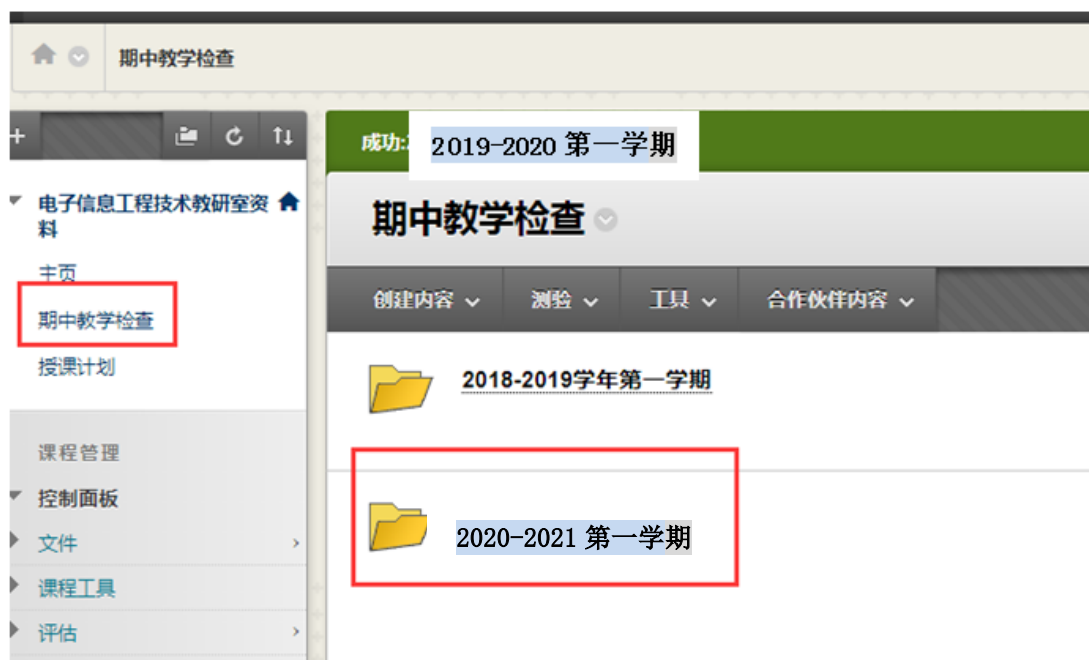 期中教学检查
成功:
2019-2020 第一学期
电子信息工程技术教研室资
料
主页
期中教学检查
授课计划
课程管理
控制面板
文件
课程工具
评估
期中教学检查
创建内容 测验 工具 合作伙伴内容
2018-2019学年第一学期
2020-2021 第一学期